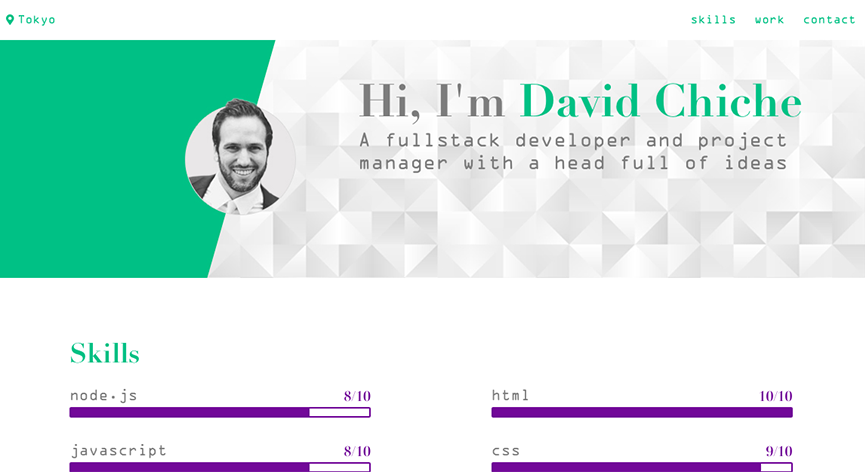 Tokyo
skills work contact
Hi, I'm David Chiche
A fullstack developer and project
manager with a head full of ideas
Skills
node.js 8/10
html 10/10
javascript 8/10
css 9/10